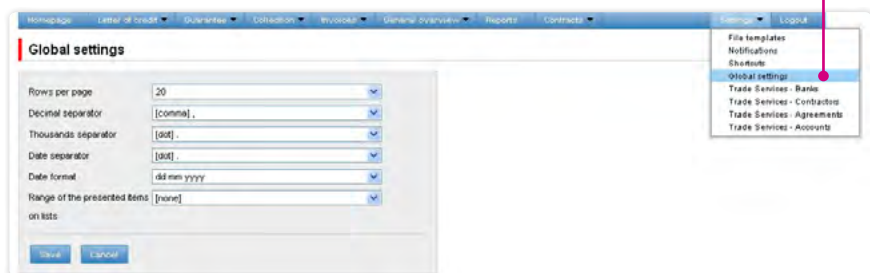 Homepage Letter of credit Guarantee Collection Invoices General overview Reports Contracts Settings Logout
Global settings
File templates
Notifications
Shortcuts
Global settings
Trade Services - Banks
Trade Services - Contractors
Trade Services - Agreements
Trade Services - Accounts
Rows per page 20
Decimal separator [comma] ,
Thousands separator [dot] .
Date separator [dot] .
Date format dd mm yyyy
Range of the presented items [none]
on lists
Save Cancel